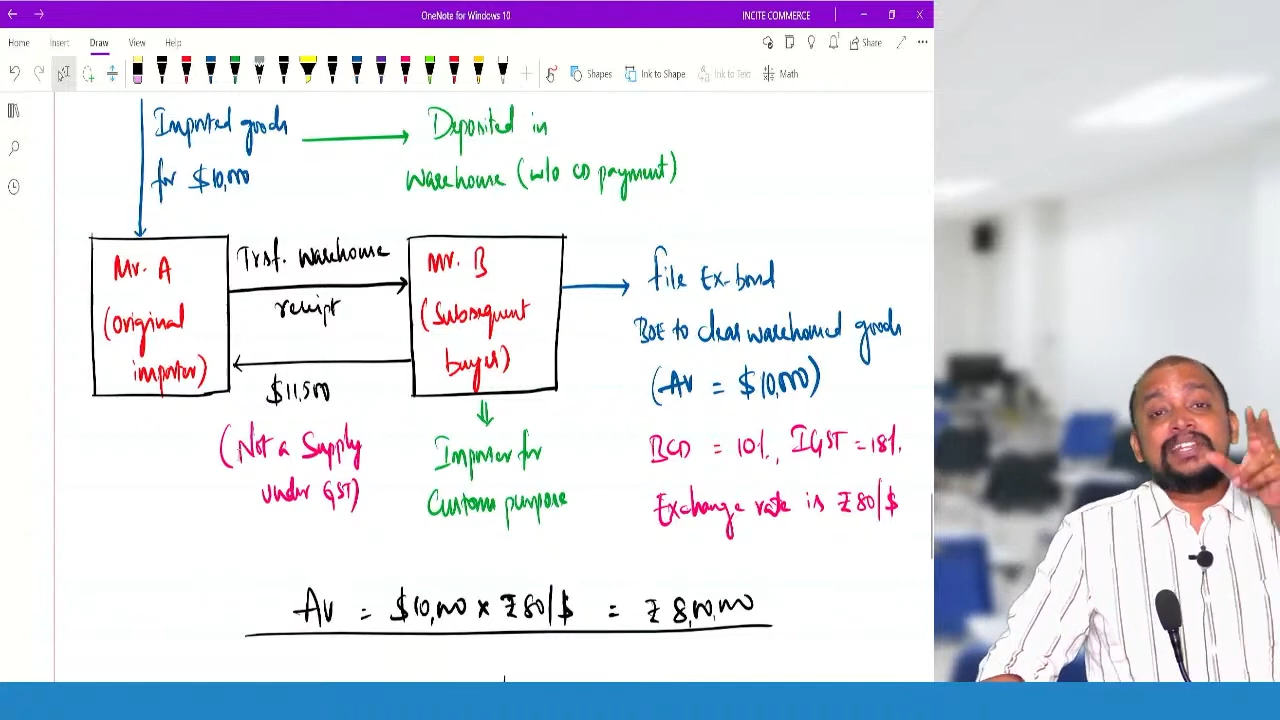 OneNote for Windows 10
INCITE COMMERCE
Home Insert Draw View Help
Share
Shapes Ink to Shape Ink to Text Math
Imported goods
for $10,000
Deposited in
warehouse (w/o CD payment)
Mr. A
(original
importer)
Trsf. warehouse
receipt
$11,500
(Not a Supply
under GST)
Mr. B
(Subsequent
buyer)
Importer for
Custom purpose
File Ex-bond
BOE to clear warehoused goods
(AV = $10,000)
BCD = 10%, IGST = 18%.
Exchange rate is ₹80/$
AV = $10,000 x ₹80/$ = ₹8,00,000